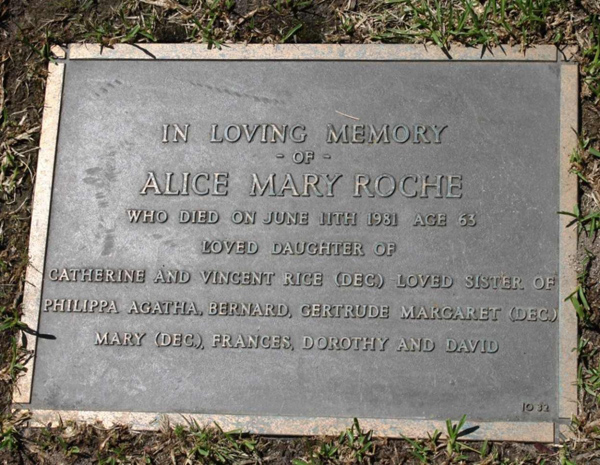 IN LOVING MEMORY
- OF -
ALICE MARY ROCHE
WHO DIED ON JUNE 11TH 1981 AGE 63
LOVED DAUGHTER OF
CATHERINE AND VINCENT RICE (DEC) LOVED SISTER OF
PHILIPPA AGATHA, BERNARD, GERTRUDE MARGARET (DEC)
MARY (DEC), FRANCES, DOROTHY AND DAVID
10 32